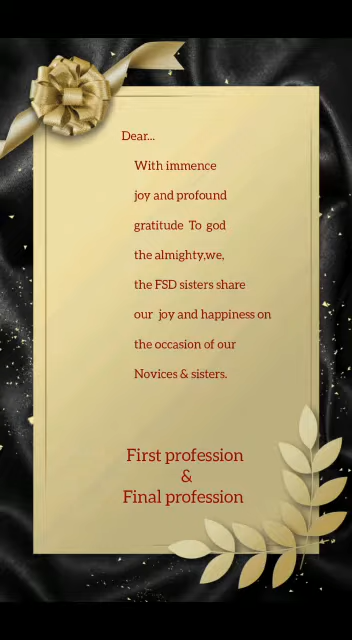 Dear...
With immence
joy and profound
gratitude To god
the almighty,we,
the FSD sisters share
our joy and happiness on
the occasion of our
Novices & sisters.
First profession
&
Final profession